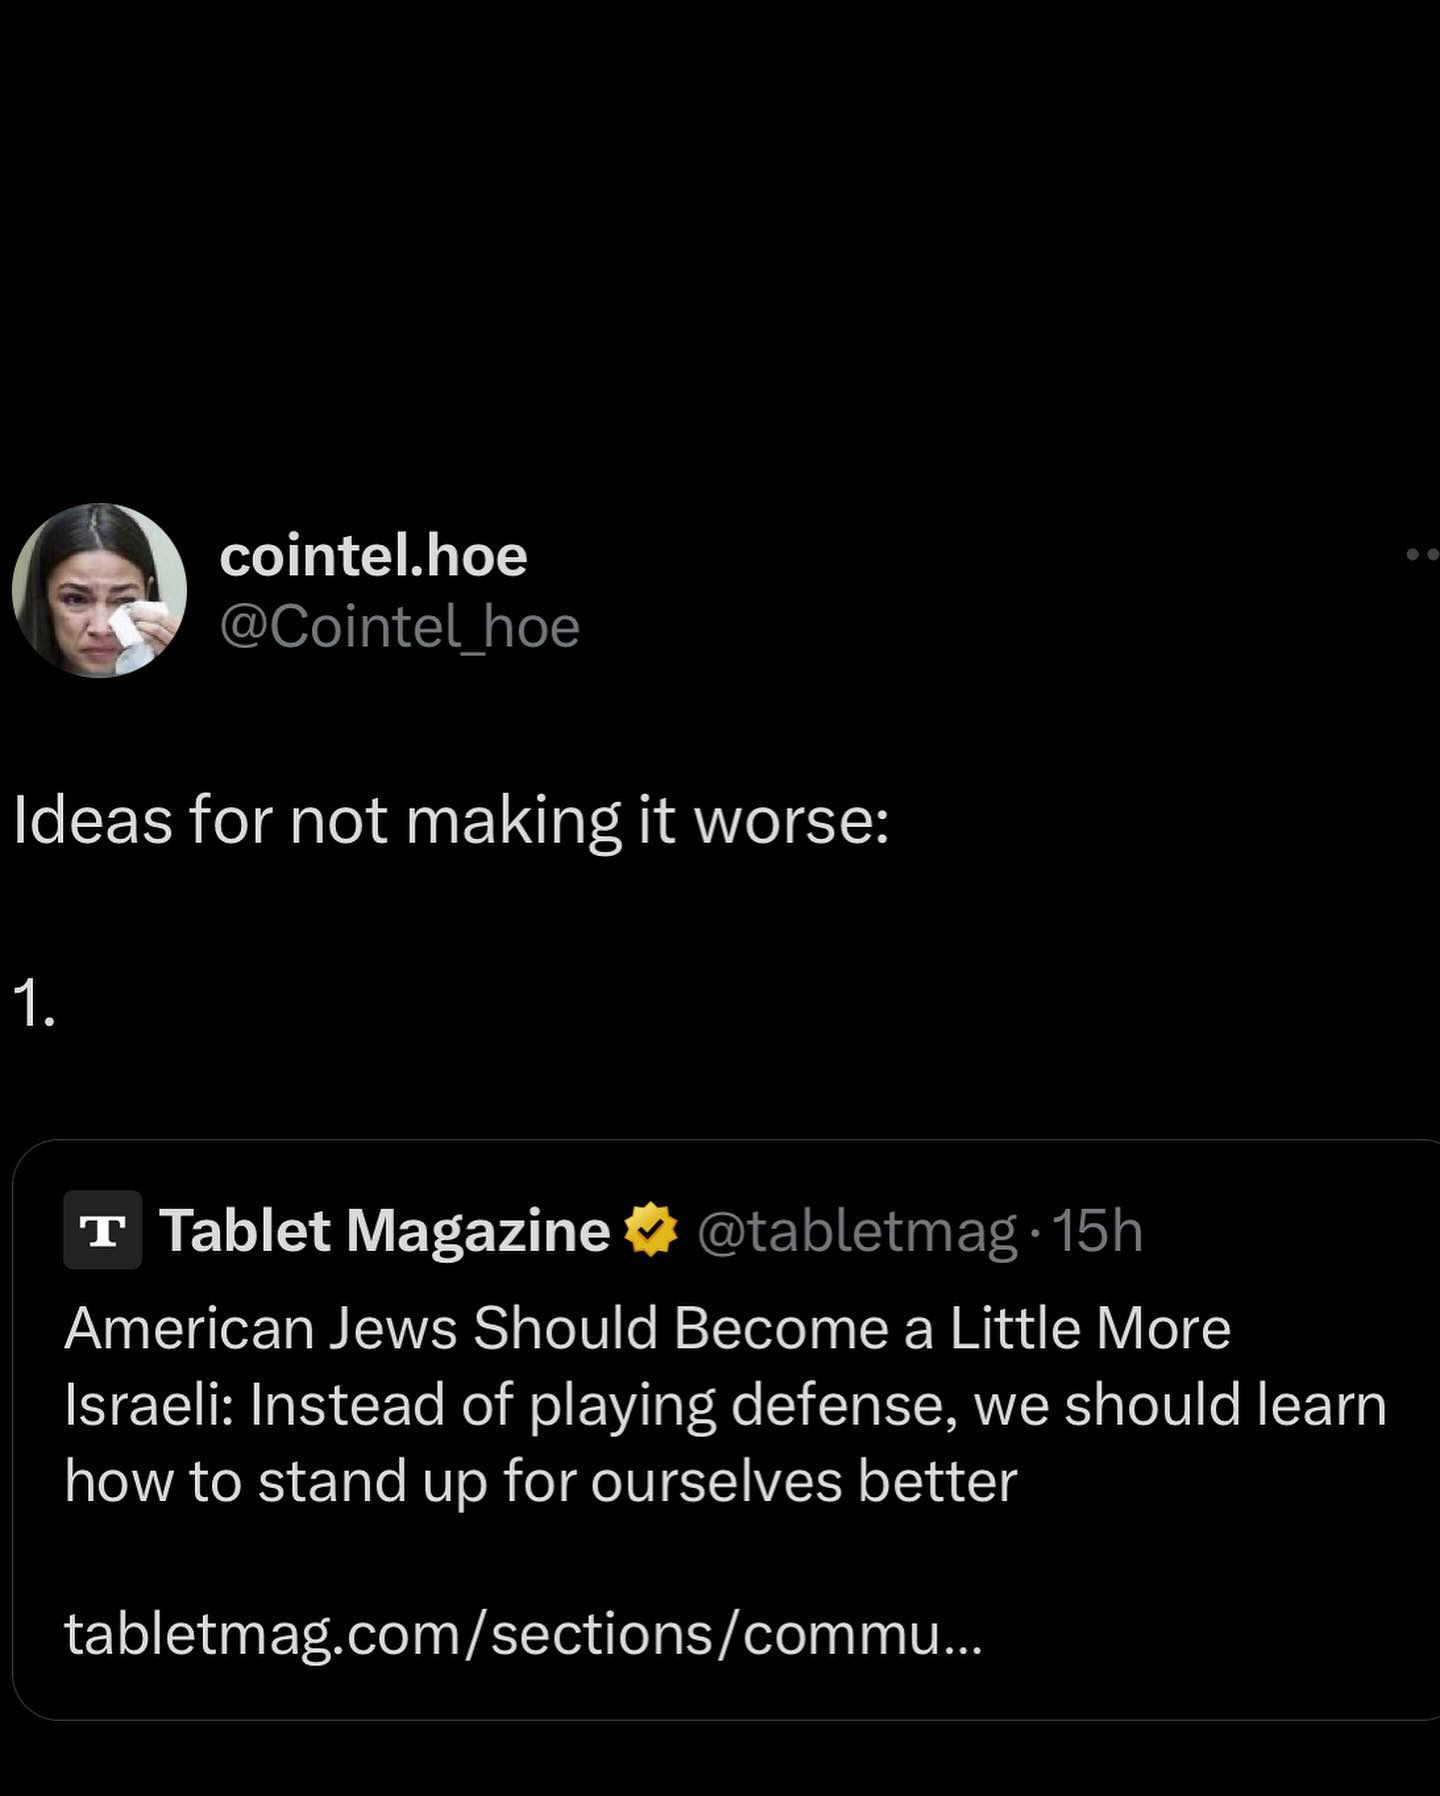 cointel.hoe
@Cointel_hoe
Ideas for not making it worse:
1.
T Tablet Magazine @tabletmag · 15h
American Jews Should Become a Little More
Israeli: Instead of playing defense, we should learn
how to stand up for ourselves better
tabletmag.com/sections/commu...